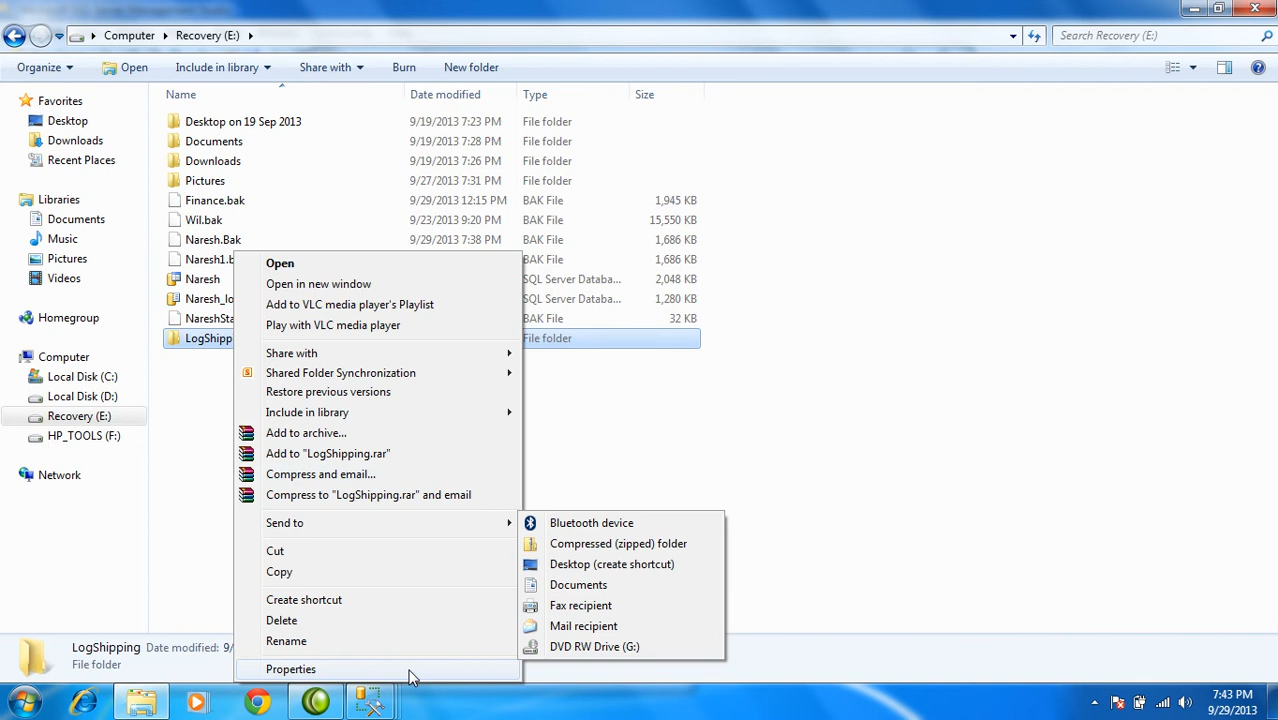 Computer Recovery (E:) Search Recovery (E:)
Organize Open Include in library Share with Burn New folder
Name Date modified Type Size
Favorites
Desktop
Downloads
Recent Places
Libraries
Documents
Music
Pictures
Videos
Homegroup
Computer
Local Disk (C:)
Local Disk (D:)
Recovery (E:)
HP_TOOLS (F:)
Network
Desktop on 19 Sep 2013 9/19/2013 7:23 PM File folder
Documents 9/19/2013 7:28 PM File folder
Downloads 9/19/2013 7:26 PM File folder
Pictures 9/27/2013 7:31 PM File folder
Finance.bak 9/29/2013 12:15 PM BAK File 1,945 KB
Wil.bak 9/23/2013 9:20 PM BAK File 15,550 KB
Naresh.Bak 9/29/2013 7:38 PM BAK File 1,686 KB
Naresh1.b BAK File 1,686 KB
Naresh SQL Server Databa... 2,048 KB
Naresh_lo SQL Server Databa... 1,280 KB
NareshSta BAK File 32 KB
LogShipp File folder
Open
Open in new window
Add to VLC media player's Playlist
Play with VLC media player
Share with
Shared Folder Synchronization
Restore previous versions
Include in library
Add to archive...
Add to "LogShipping.rar"
Compress and email...
Compress to "LogShipping.rar" and email
Send to
Cut
Copy
Create shortcut
Delete
Rename
Properties
Bluetooth device
Compressed (zipped) folder
Desktop (create shortcut)
Documents
Fax recipient
Mail recipient
DVD RW Drive (G:)
LogShipping Date modified: 9/
File folder
7:43 PM
9/29/2013